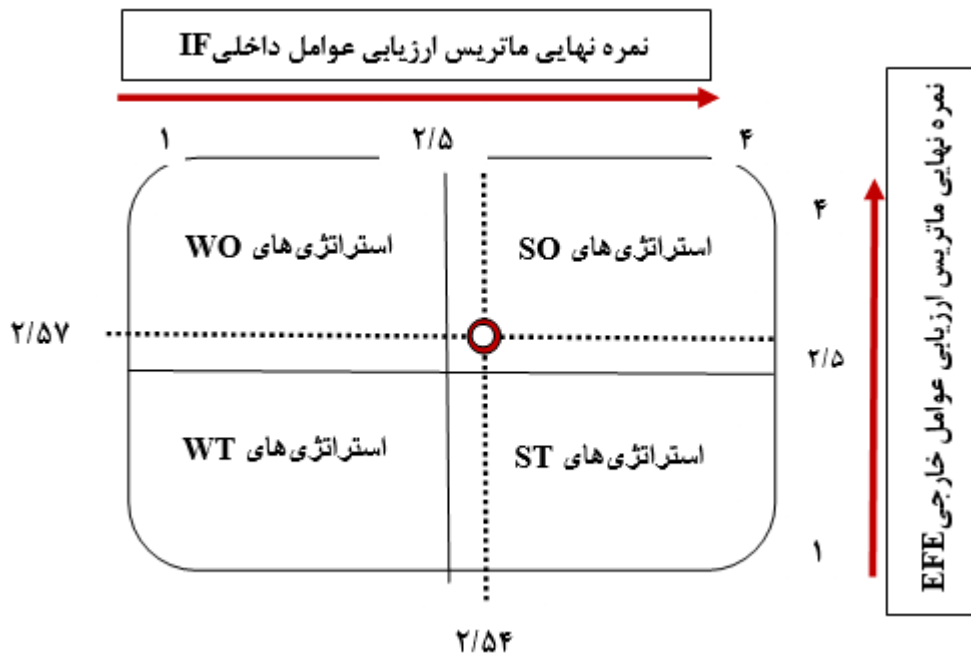 نمره نهایی ماتریس ارزیابی عوامل داخلیIF
نمره نهایی ماتریس ارزیابی عوامل خارجیEFE
۱
۲/۵
۴
استراتژی‌های WO
استراتژی‌های SO
۴
۲/۵۷
۲/۵
استراتژی‌های WT
استراتژی‌های ST
۱
۲/۵۴